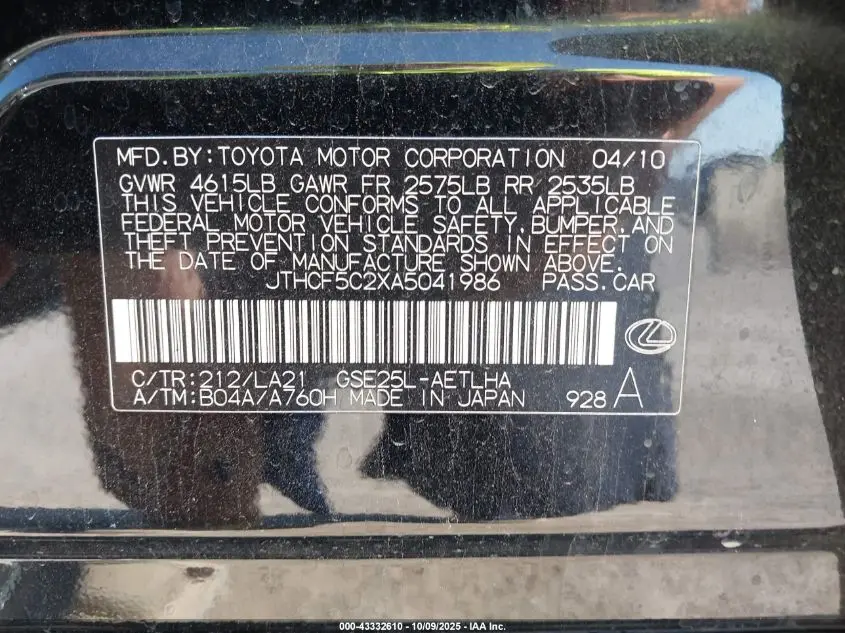 MFD.BY:TOYOTA MOTOR CORPORATION 04/10
GVWR 4615LB GAWR FR 2575LB RR 2535LB
THIS VEHICLE CONFORMS TO ALL APPLICABLE
FEDERAL MOTOR VEHICLE SAFETY,BUMPER,AND
THEFT PREVENTION STANDARDS IN EFFECT ON
THE DATE OF MANUFACTURE SHOWN ABOVE.
JTHCF5C2XA5041986 PASS.CAR
C/TR:212/LA21 GSE25L-AETLHA
A/TM:B04A/A760H MADE IN JAPAN 928 A
000-43332610 - 10/09/2025 - IAA Inc.